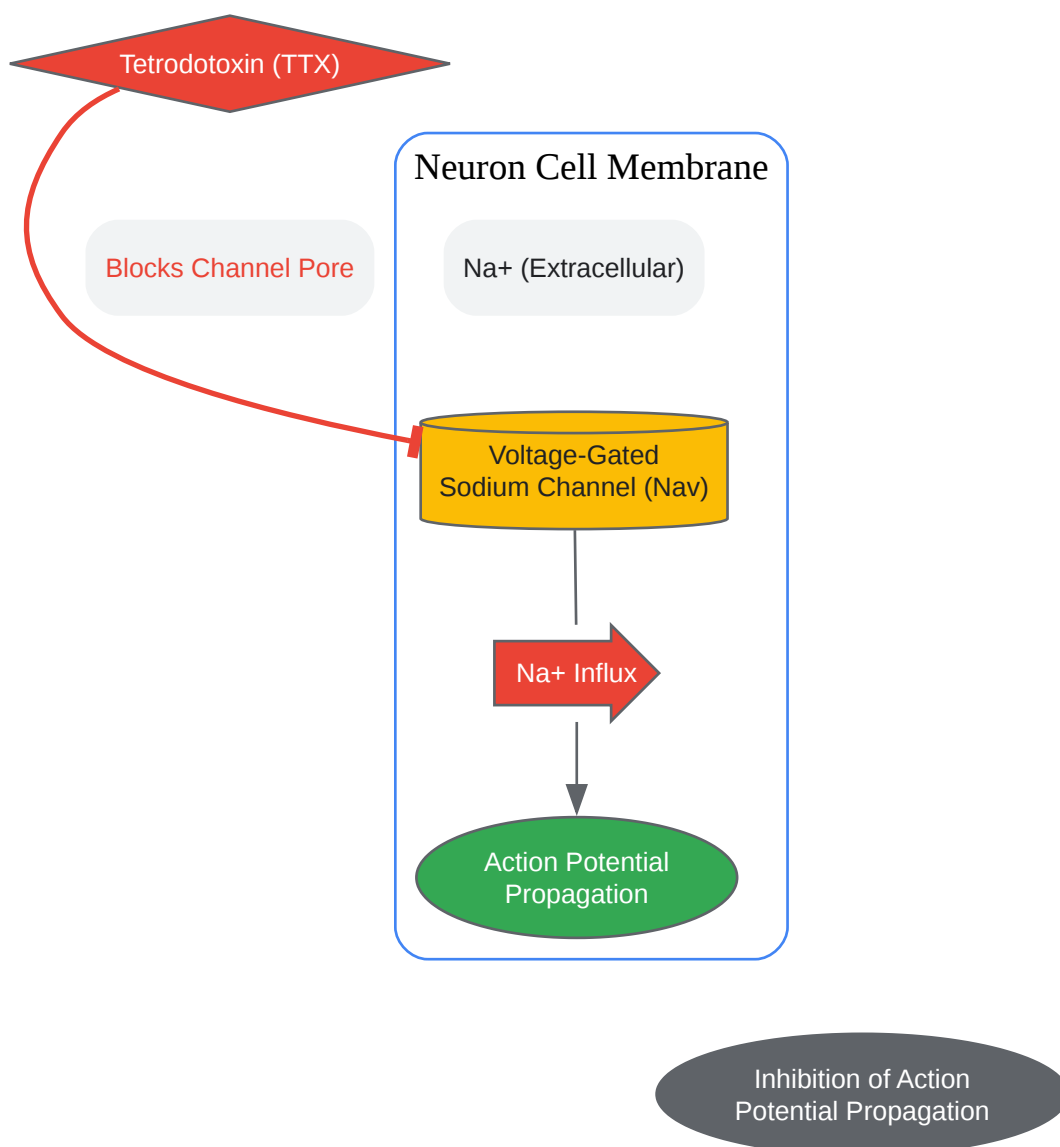 Tetrodotoxin (TTX)
Neuron Cell Membrane
Blocks Channel Pore
Na+ (Extracellular)
Voltage-Gated
Sodium Channel (Nav)
Na+ Influx
Action Potential
Propagation
Inhibition of Action
Potential Propagation